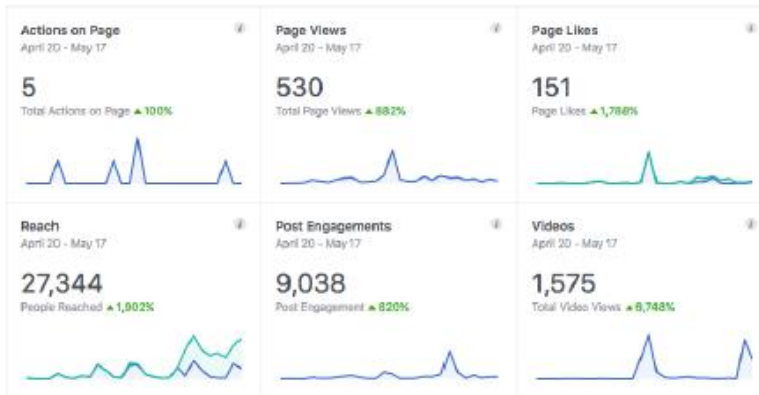 Actions on Page
April 20 - May 17
5
Total Actions on Page ▲ 100%
Page Views
April 20 - May 17
530
Total Page Views ▲ 882%
Page Likes
April 20 - May 17
151
Page Likes ▲ 1,788%
Reach
April 20 - May 17
27,344
People Reached ▲ 1,902%
Post Engagements
April 20 - May 17
9,038
Post Engagement ▲ 820%
Videos
April 20 - May 17
1,575
Total Video Views ▲ 6,748%